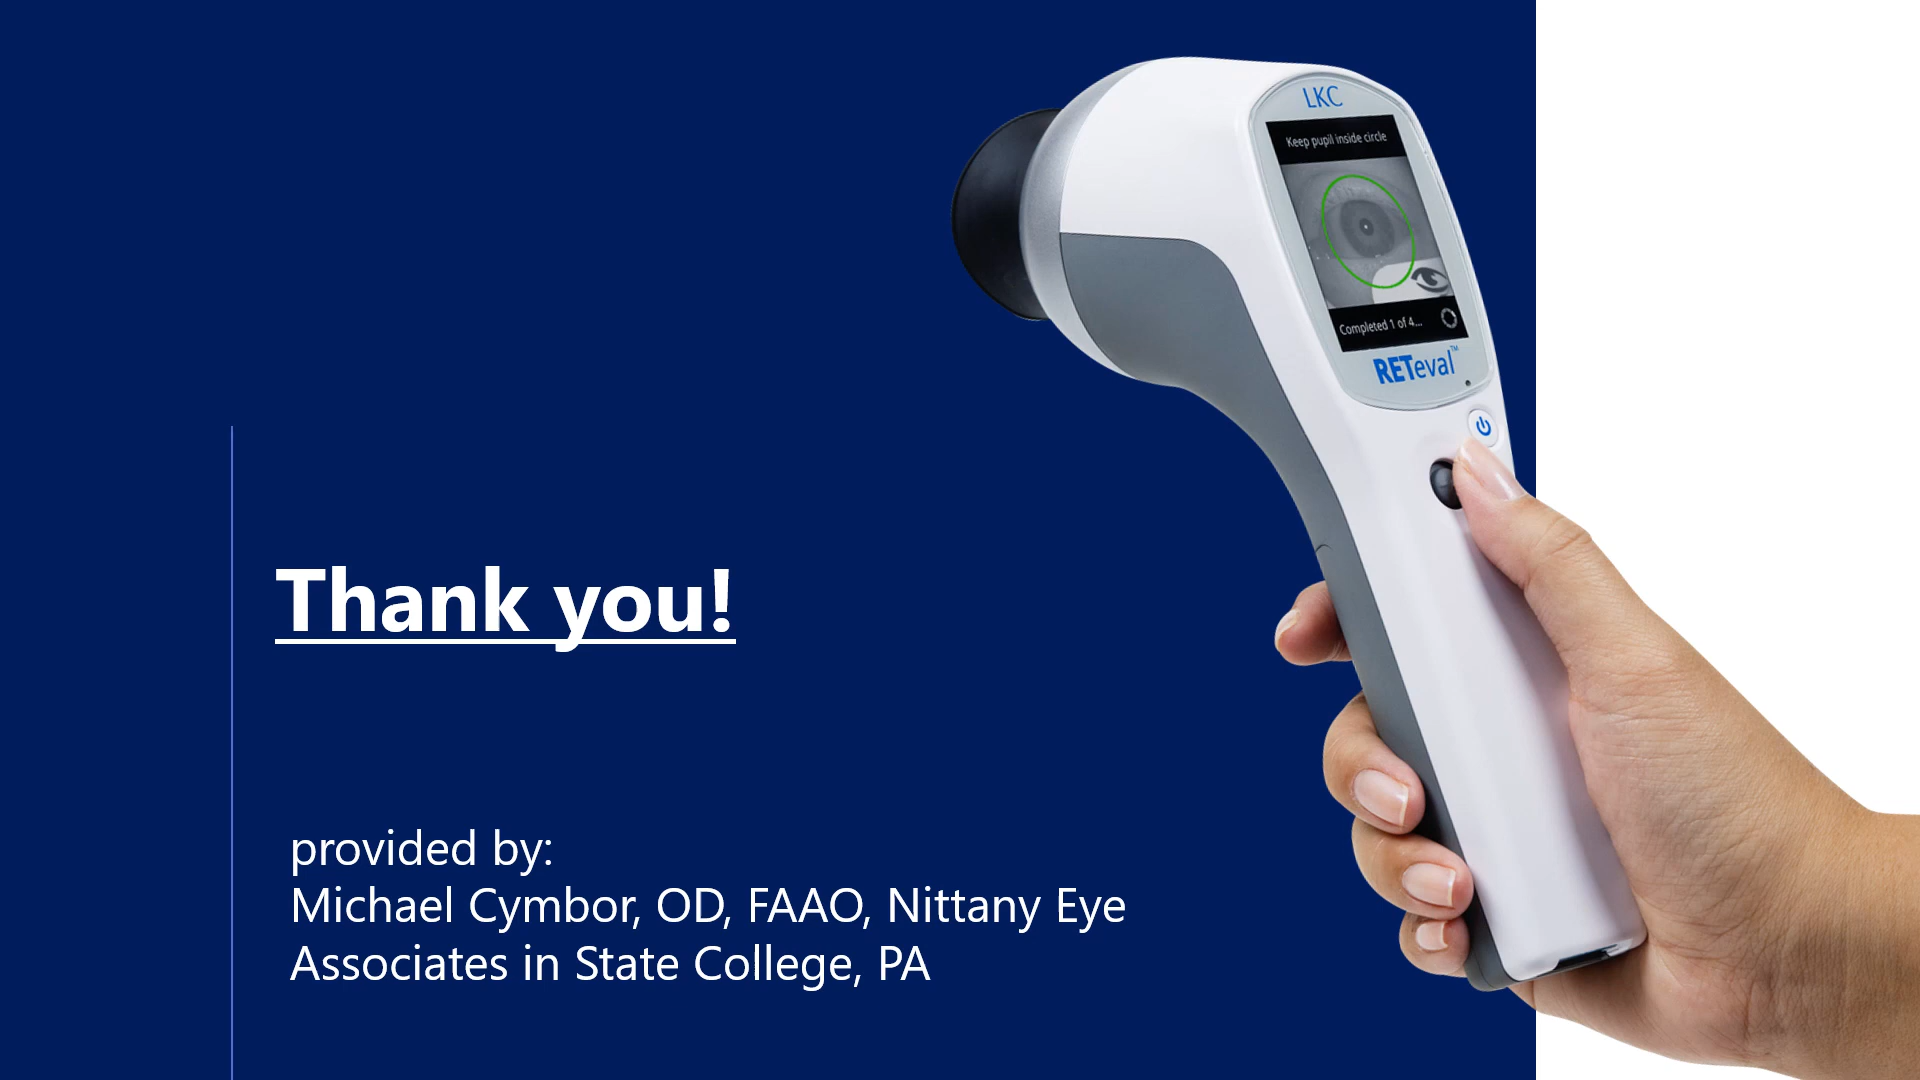 LKC
Keep pupil inside circle
Completed 1 of 4...
RETeval™
Thank you!
provided by:
Michael Cymbor, OD, FAAO, Nittany Eye
Associates in State College, PA